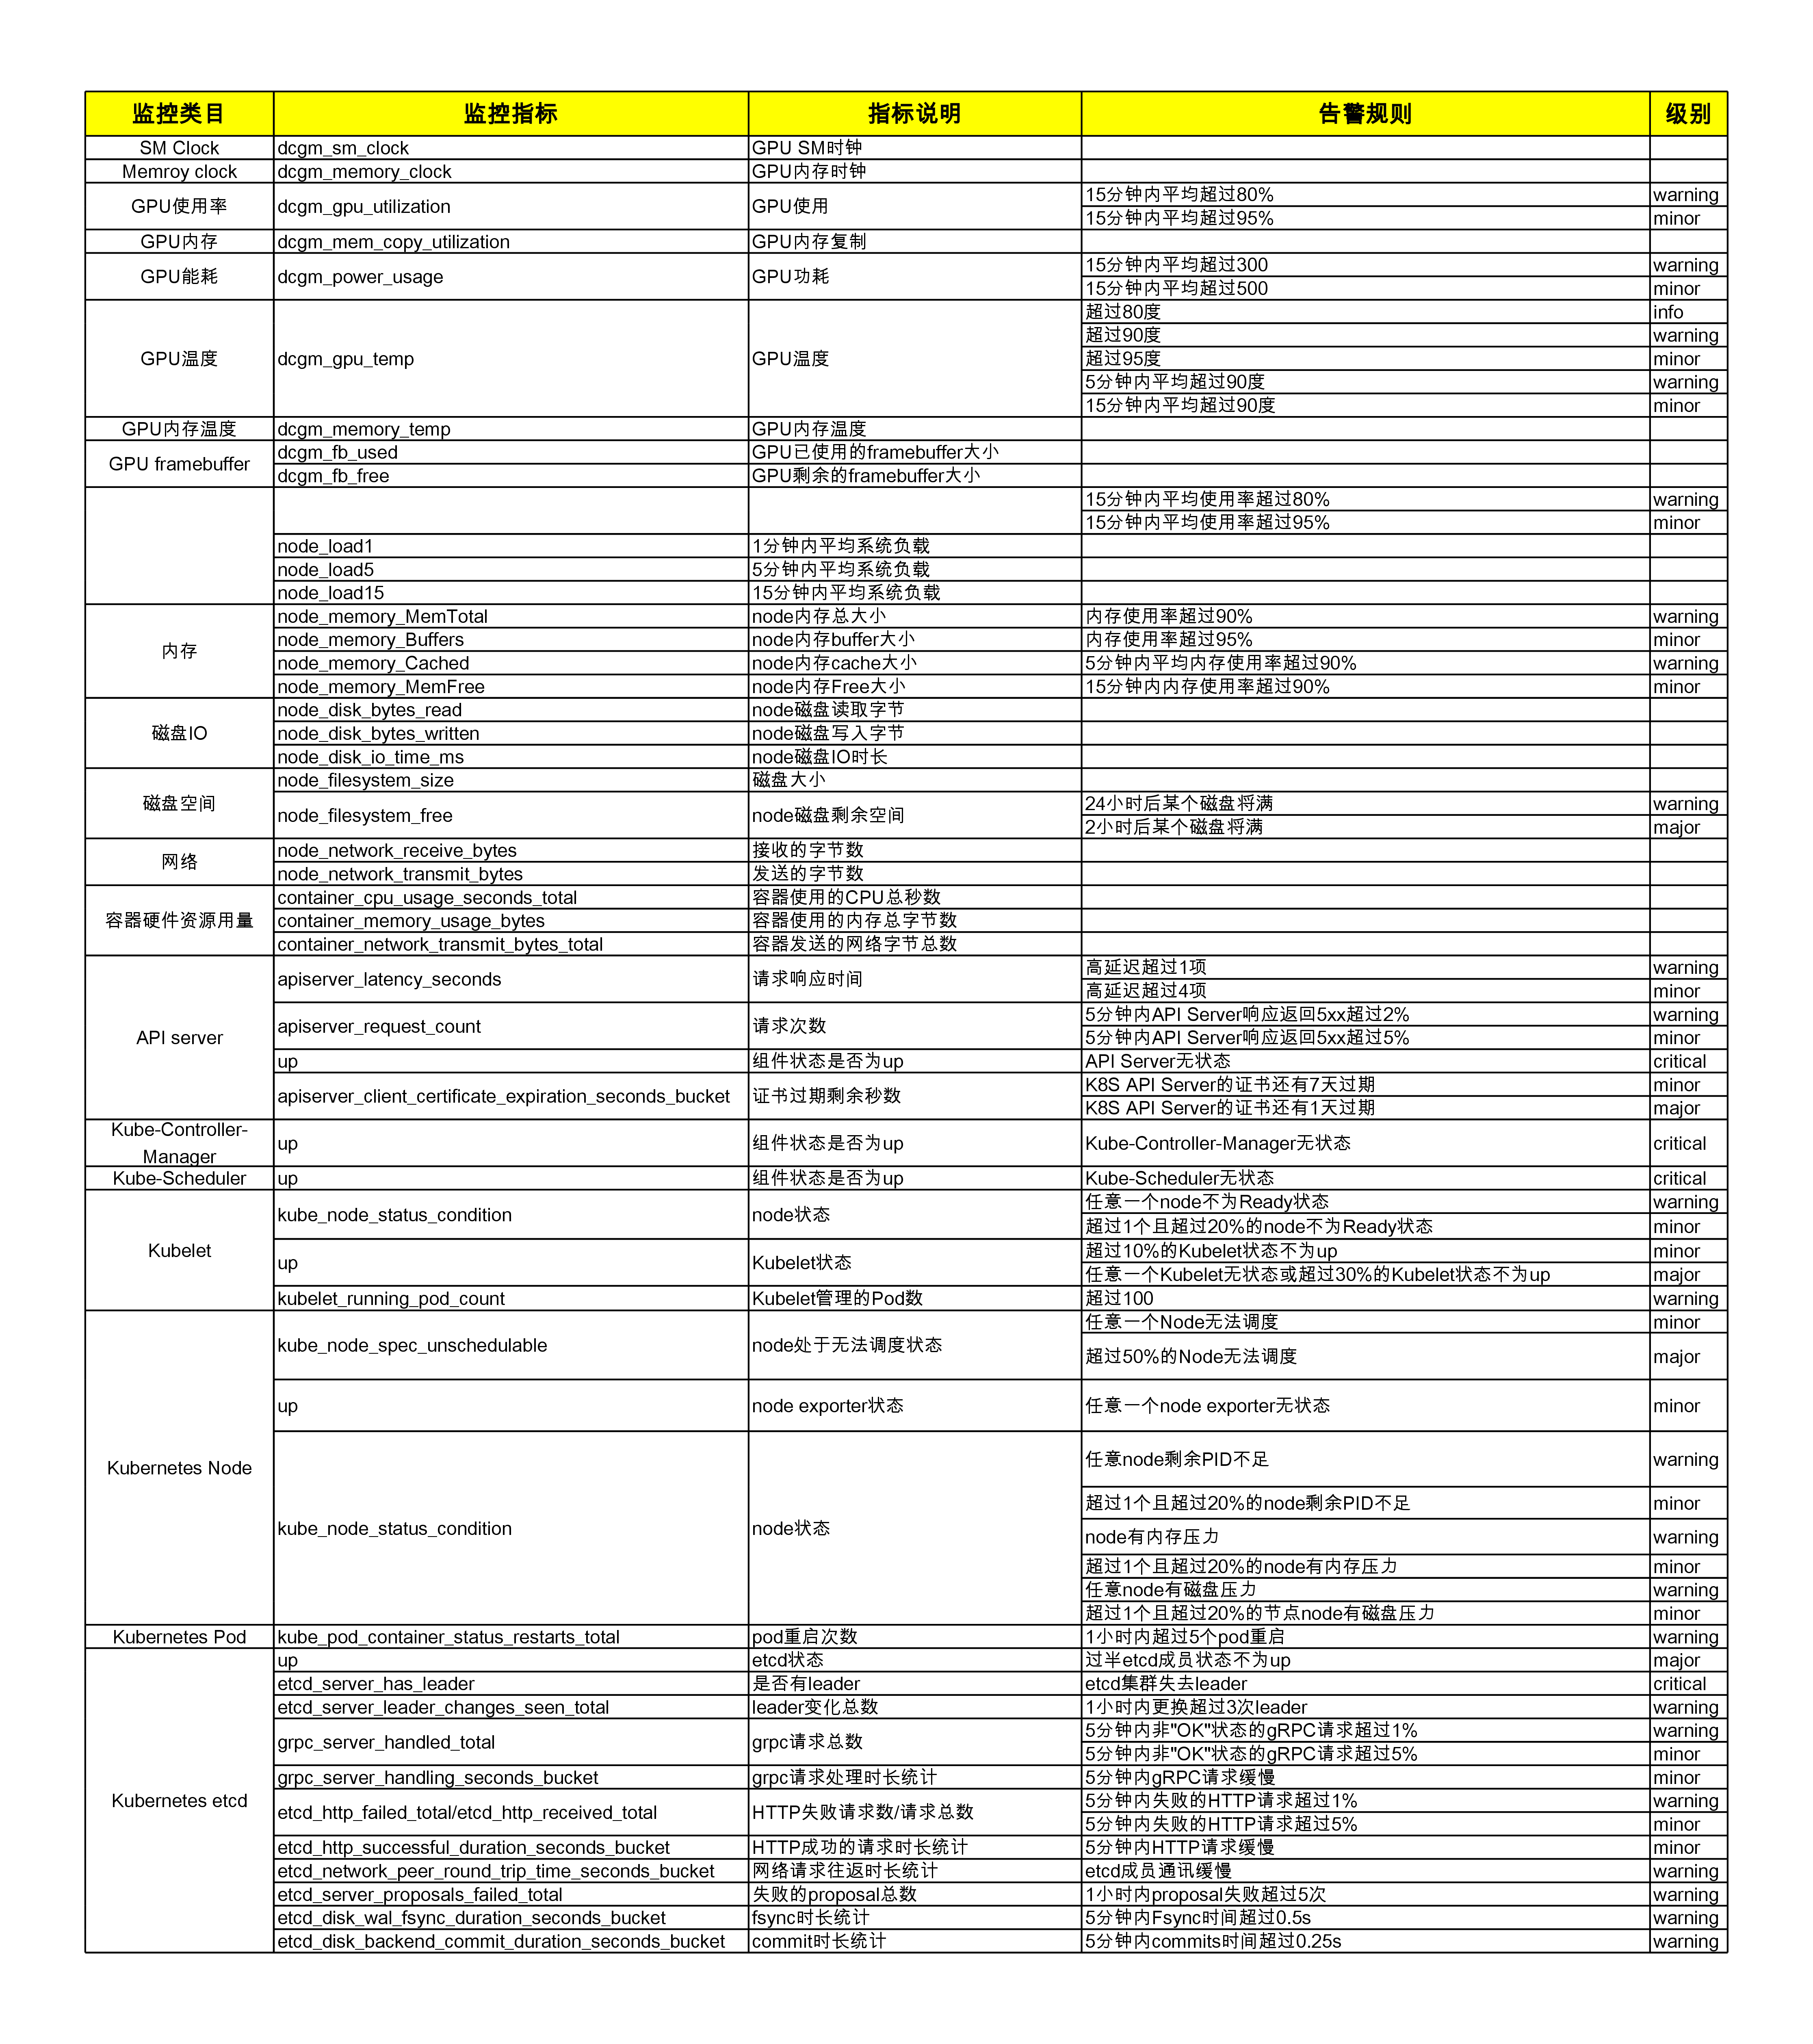 监控类目 监控指标 指标说明 告警规则 级别
SM Clock dcgm_sm_clock GPU SM时钟
Memroy clock dcgm_memory_clock GPU内存时钟
GPU使用率 dcgm_gpu_utilization GPU使用 15分钟内平均超过80% warning
15分钟内平均超过95% minor
GPU内存 dcgm_mem_copy_utilization GPU内存复制
GPU能耗 dcgm_power_usage GPU功耗 15分钟内平均超过300 warning
15分钟内平均超过500 minor
GPU温度 dcgm_gpu_temp GPU温度 超过80度 info
超过90度 warning
超过95度 minor
5分钟内平均超过90度 warning
15分钟内平均超过90度 minor
GPU内存温度 dcgm_memory_temp GPU内存温度
GPU framebuffer dcgm_fb_used GPU已使用的framebuffer大小
dcgm_fb_free GPU剩余的framebuffer大小
15分钟内平均使用率超过80% warning
15分钟内平均使用率超过95% minor
node_load1 1分钟内平均系统负载
node_load5 5分钟内平均系统负载
node_load15 15分钟内平均系统负载
内存 node_memory_MemTotal node内存总大小 内存使用率超过90% warning
node_memory_Buffers node内存buffer大小 内存使用率超过95% minor
node_memory_Cached node内存cache大小 5分钟内平均内存使用率超过90% warning
node_memory_MemFree node内存Free大小 15分钟内内存使用率超过90% minor
磁盘IO node_disk_bytes_read node磁盘读取字节
node_disk_bytes_written node磁盘写入字节
node_disk_io_time_ms node磁盘IO时长
磁盘空间 node_filesystem_size 磁盘大小
node_filesystem_free node磁盘剩余空间 24小时后某个磁盘将满 warning
2小时后某个磁盘将满 major
网络 node_network_receive_bytes 接收的字节数
node_network_transmit_bytes 发送的字节数
容器硬件资源用量 container_cpu_usage_seconds_total 容器使用的CPU总秒数
container_memory_usage_bytes 容器使用的内存总字节数
container_network_transmit_bytes_total 容器发送的网络字节总数
API server apiserver_latency_seconds 请求响应时间 高延迟超过1项 warning
高延迟超过4项 minor
apiserver_request_count 请求次数 5分钟内API Server响应返回5xx超过2% warning
5分钟内API Server响应返回5xx超过5% minor
up 组件状态是否为up API Server无状态 critical
apiserver_client_certificate_expiration_seconds_bucket 证书过期剩余秒数 K8S API Server的证书还有7天过期 minor
K8S API Server的证书还有1天过期 major
Kube-Controller-
Manager up 组件状态是否为up Kube-Controller-Manager无状态 critical
Kube-Scheduler up 组件状态是否为up Kube-Scheduler无状态 critical
Kubelet kube_node_status_condition node状态 任意一个node不为Ready状态 warning
超过1个且超过20%的node不为Ready状态 minor
up Kubelet状态 超过10%的Kubelet状态不为up minor
任意一个Kubelet无状态或超过30%的Kubelet状态不为up major
kubelet_running_pod_count Kubelet管理的Pod数 超过100 warning
Kubernetes Node kube_node_spec_unschedulable node处于无法调度状态 任意一个Node无法调度 minor
超过50%的Node无法调度 major
up node exporter状态 任意一个node exporter无状态 minor
kube_node_status_condition node状态 任意node剩余PID不足 warning
超过1个且超过20%的node剩余PID不足 minor
node有内存压力 warning
超过1个且超过20%的node有内存压力 minor
任意node有磁盘压力 warning
超过1个且超过20%的节点node有磁盘压力 minor
Kubernetes Pod kube_pod_container_status_restarts_total pod重启次数 1小时内超过5个pod重启 warning
Kubernetes etcd up etcd状态 过半etcd成员状态不为up major
etcd_server_has_leader 是否有leader etcd集群失去leader critical
etcd_server_leader_changes_seen_total leader变化总数 1小时内更换超过3次leader warning
grpc_server_handled_total grpc请求总数 5分钟内非"OK"状态的gRPC请求超过1% warning
5分钟内非"OK"状态的gRPC请求超过5% minor
grpc_server_handling_seconds_bucket grpc请求处理时长统计 5分钟内gRPC请求缓慢 minor
etcd_http_failed_total/etcd_http_received_total HTTP失败请求数/请求总数 5分钟内失败的HTTP请求超过1% warning
5分钟内失败的HTTP请求超过5% minor
etcd_http_successful_duration_seconds_bucket HTTP成功的请求时长统计 5分钟内HTTP请求缓慢 minor
etcd_network_peer_round_trip_time_seconds_bucket 网络请求往返时长统计 etcd成员通讯缓慢 warning
etcd_server_proposals_failed_total 失败的proposal总数 1小时内proposal失败超过5次 warning
etcd_disk_wal_fsync_duration_seconds_bucket fsync时长统计 5分钟内Fsync时间超过0.5s warning
etcd_disk_backend_commit_duration_seconds_bucket commit时长统计 5分钟内commits时间超过0.25s warning